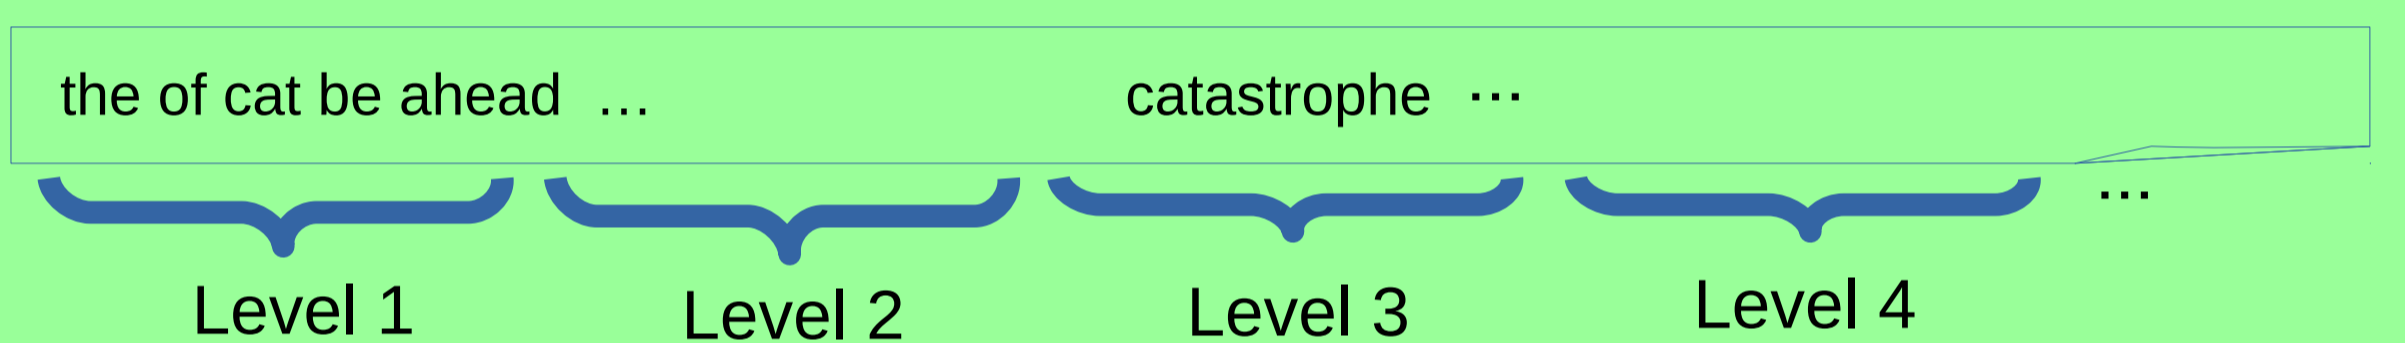 the of cat be ahead ... catastrophe ...
...
Level 1 Level 2 Level 3 Level 4